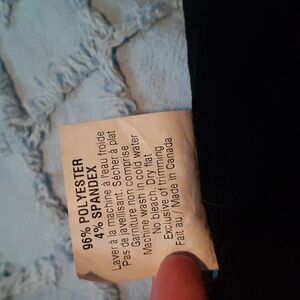 96% POLYESTER
4% SPANDEX
Laver à la machine à l'eau froide
Pas de javellisant. Sécher à plat
Garniture non comprise
Machine wash in cold water
No bleach. Dry flat
Exclusive of trimming
Fait au / Made in Canada